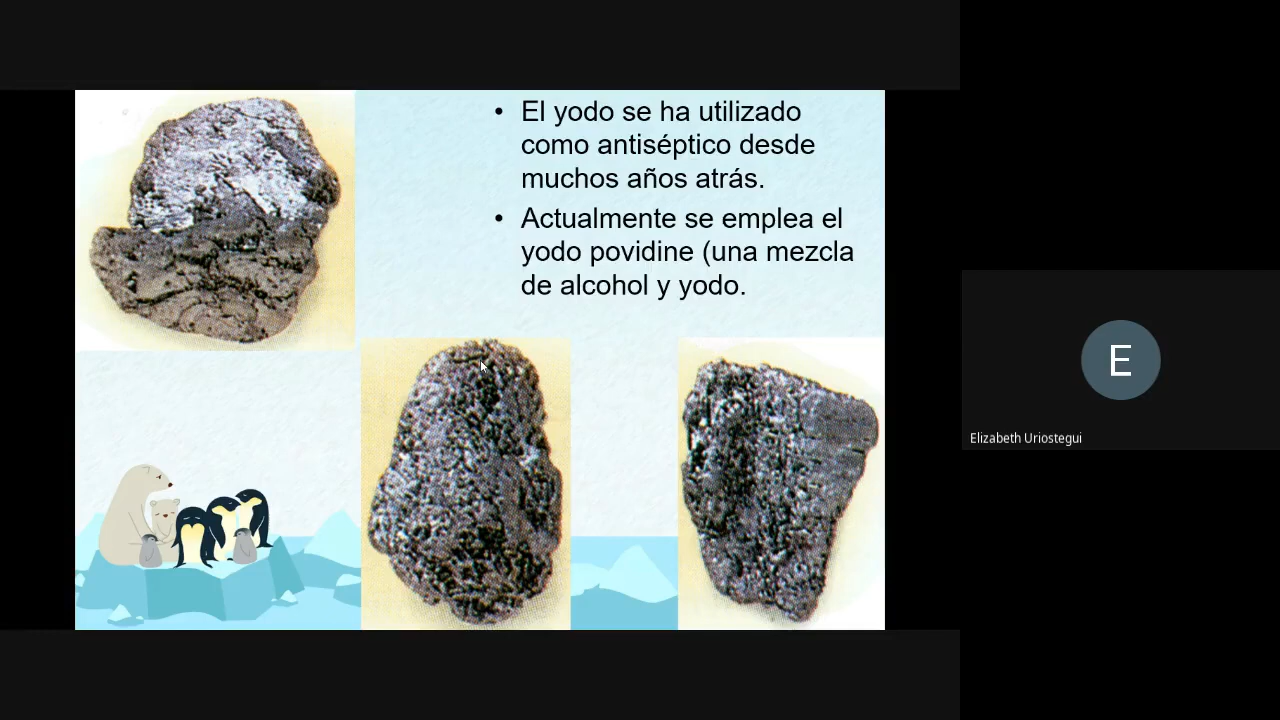 • El yodo se ha utilizado
como antiséptico desde
muchos años atrás.
• Actualmente se emplea el
yodo povidine (una mezcla
de alcohol y yodo.
E
Elizabeth Uriostegui